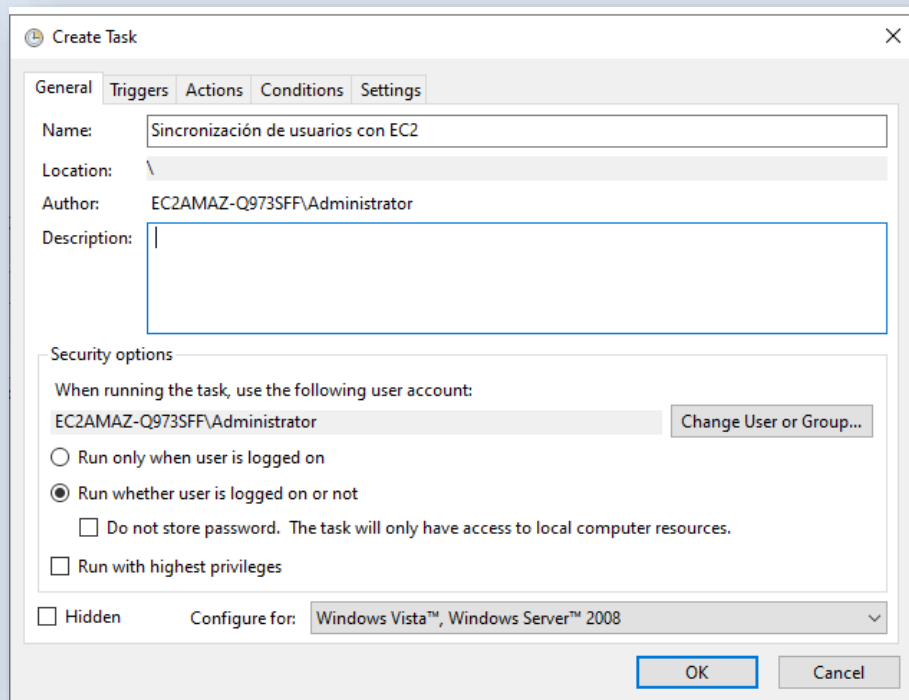 Create Task
General Triggers Actions Conditions Settings
Name: Sincronización de usuarios con EC2
Location: \
Author: EC2AMAZ-Q973SFF\Administrator
Description:
Security options
When running the task, use the following user account:
EC2AMAZ-Q973SFF\Administrator Change User or Group...
Run only when user is logged on
Run whether user is logged on or not
Do not store password. The task will only have access to local computer resources.
Run with highest privileges
Hidden Configure for: Windows Vista™, Windows Server™ 2008
OK Cancel